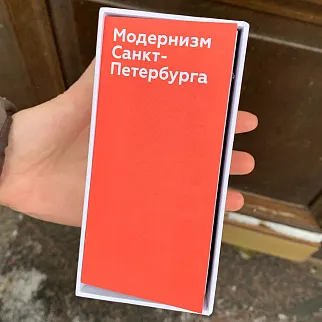 Модернизм
Санкт-
Петербурга